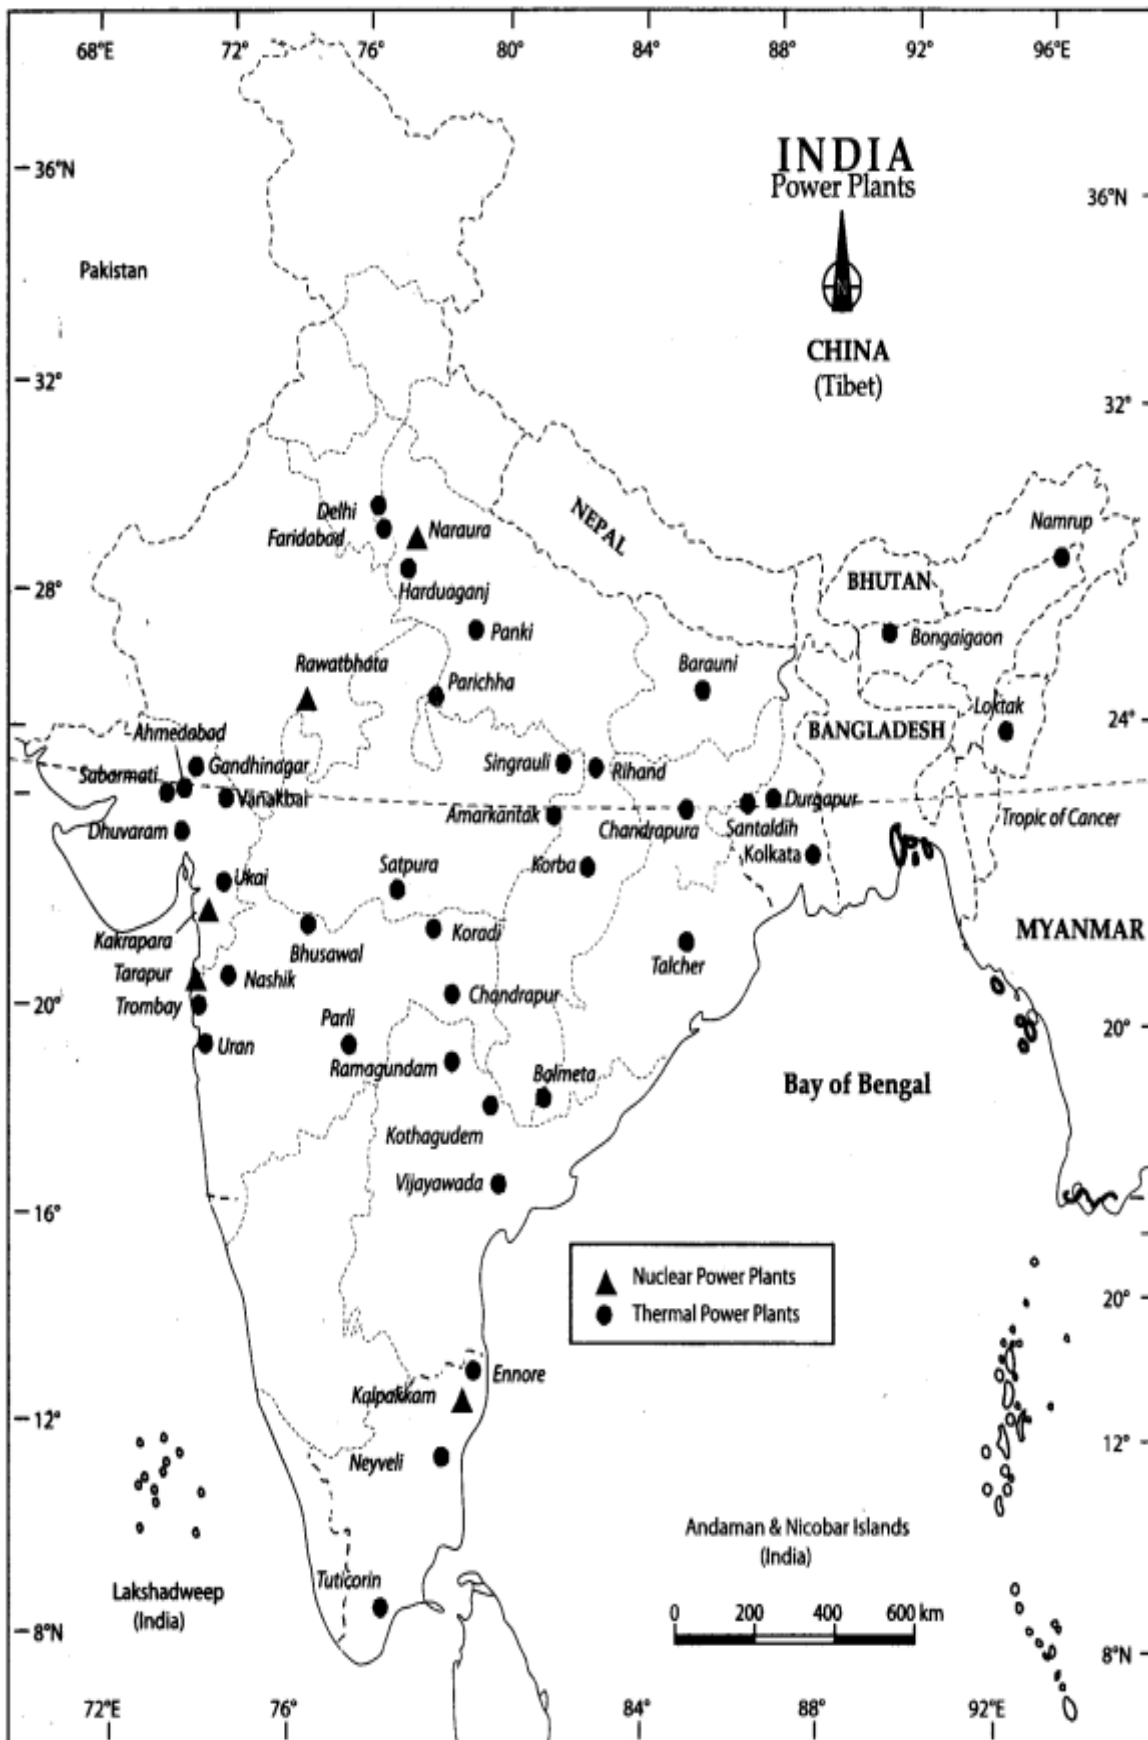 68°E 72° 76° 80° 84° 88° 92° 96°E
INDIA
Power Plants
36°N
36°N
N
Pakistan
CHINA
(Tibet)
32°
32°
Delhi
Faridabad
Naraura
NEPAL
Namrup
28°
Harduaganj
BHUTAN
Panki
Bongaigaon
Rawatbhata
Barauni
Parichha
Loktak
24°
Ahmedabad
BANGLADESH
Gandhinagar
Sabarmati
Singrauli
Rihand
Vanakbai
Durgapur
Dhuvaram
Amarkantak
Chandrapura
Santaldih
Tropic of Cancer
Kolkata
Satpura
Korba
Ukai
Kakrapara
Bhusawal
Koradi
MYANMAR
Talcher
Tarapur
Nashik
Chandrapur
20°
Trombay
Parli
20°
Uran
Ramagundam
Bolmeta
Bay of Bengal
Kothagudem
Vijayawada
16°
Nuclear Power Plants
Thermal Power Plants
20°
Ennore
Kalpakkam
12°
12°
Neyveli
Andaman & Nicobar Islands
(India)
Tuticorin
Lakshadweep
(India)
0 200 400 600 km
8°N
8°N
72°E 76° 84° 88° 92°E